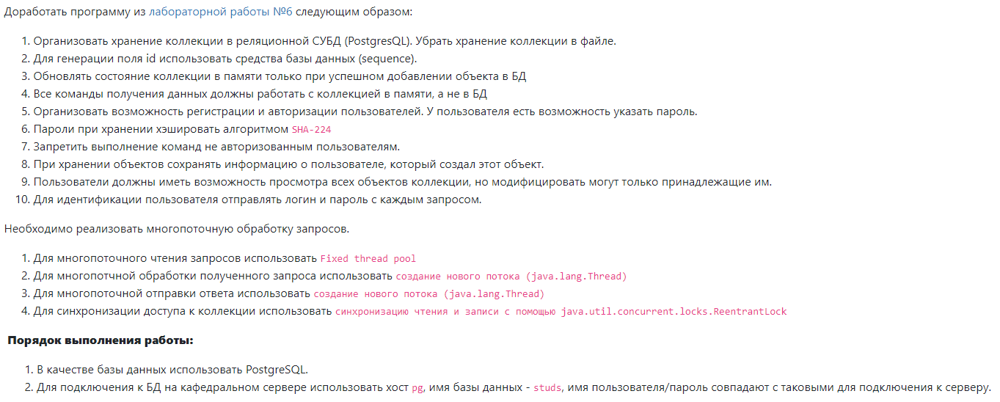 Доработать программу из лабораторной работы №6 следующим образом:
1. Организовать хранение коллекции в реляционной СУБД (PostgresQL). Убрать хранение коллекции в файле.
2. Для генерации поля id использовать средства базы данных (sequence).
3. Обновлять состояние коллекции в памяти только при успешном добавлении объекта в БД
4. Все команды получения данных должны работать с коллекцией в памяти, а не в БД
5. Организовать возможность регистрации и авторизации пользователей. У пользователя есть возможность указать пароль.
6. Пароли при хранении хэшировать алгоритмом SHA-224
7. Запретить выполнение команд не авторизованным пользователям.
8. При хранении объектов сохранять информацию о пользователе, который создал этот объект.
9. Пользователи должны иметь возможность просмотра всех объектов коллекции, но модифицировать могут только принадлежащие им.
10. Для идентификации пользователя отправлять логин и пароль с каждым запросом.
Необходимо реализовать многопоточную обработку запросов.
1. Для многопоточного чтения запросов использовать Fixed thread pool
2. Для многопотчной обработки полученного запроса использовать создание нового потока (java.lang.Thread)
3. Для многопоточной отправки ответа использовать создание нового потока (java.lang.Thread)
4. Для синхронизации доступа к коллекции использовать синхронизацию чтения и записи с помощью java.util.concurrent.locks.ReentrantLock
Порядок выполнения работы:
1. В качестве базы данных использовать PostgreSQL.
2. Для подключения к БД на кафедральном сервере использовать хост pg, имя базы данных - studs, имя пользователя/пароль совпадают с таковыми для подключения к серверу.